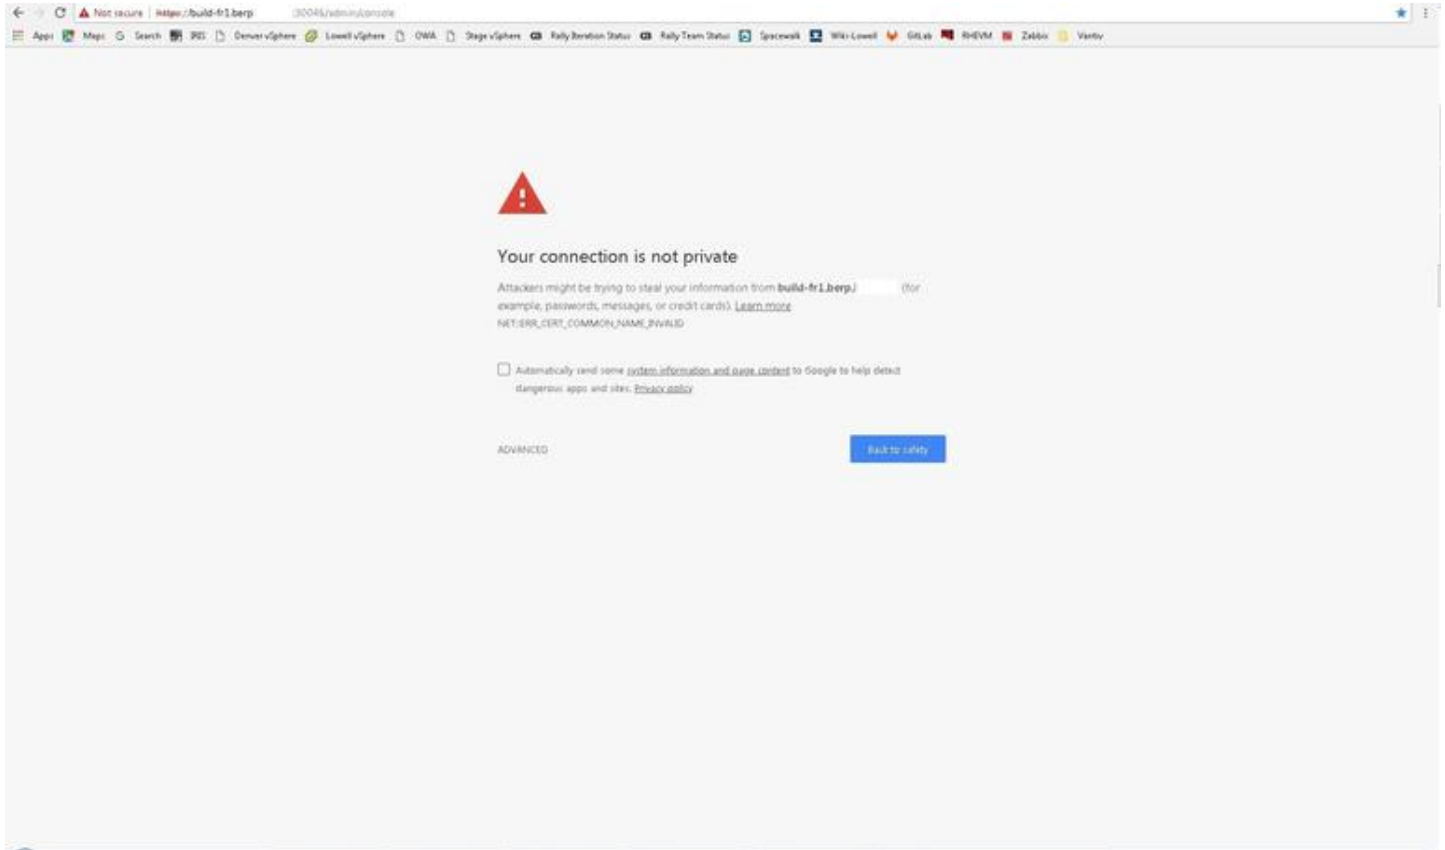 Not secure | https://build-fr1.berp :30046/admin/console
Apps Maps G Search Denver vSphere Lowell vSphere OWA Stage vSphere Rally Iteration Status Rally Team Status Spacewalk Wiki-Lowell GitLab RHEVM Zabbix
Your connection is not private
Attackers might be trying to steal your information from build-fr1.berp. (for
example, passwords, messages, or credit cards). Learn more
NET::ERR_CERT_COMMON_NAME_INVALID
Automatically send some system information and page content to Google to help detect
dangerous apps and sites. Privacy policy
ADVANCED
Back to safety